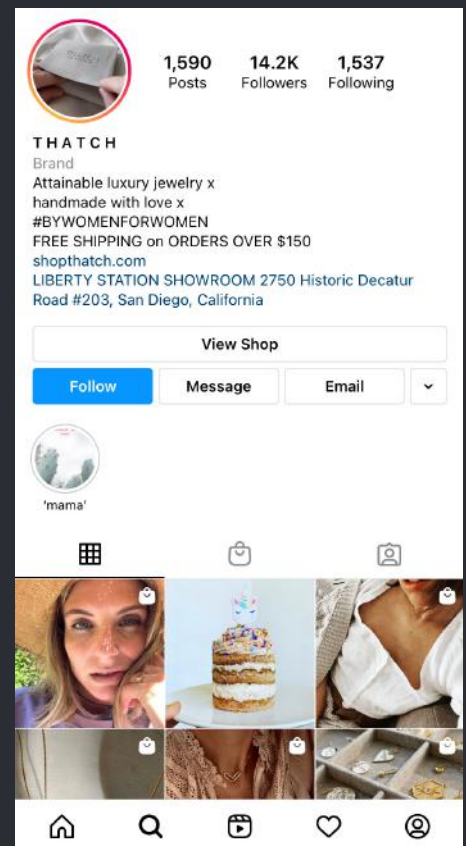 1,590 14.2K 1,537
Posts Followers Following
T H A T C H
Brand
Attainable luxury jewelry x
handmade with love x
#BYWOMENFORWOMEN
FREE SHIPPING on ORDERS OVER $150
shopthatch.com
LIBERTY STATION SHOWROOM 2750 Historic Decatur
Road #203, San Diego, California
View Shop
Follow Message Email
'mama'